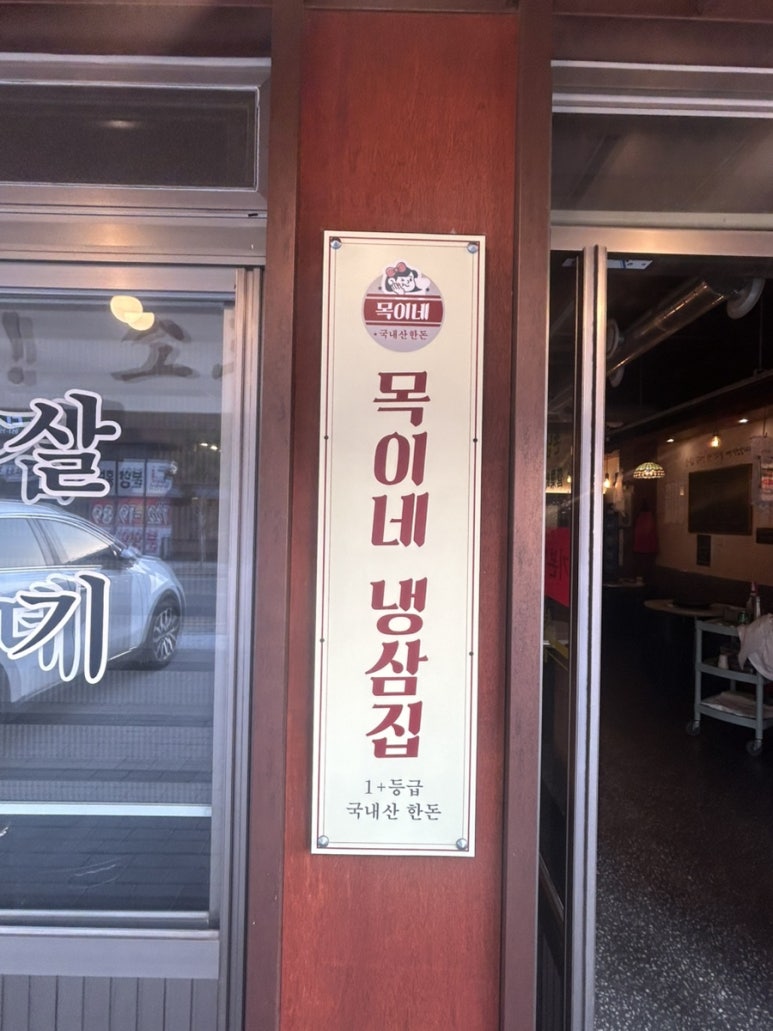 목이네
국내산한돈
목이네 냉삼집
1+등급
국내산 한돈
살
기